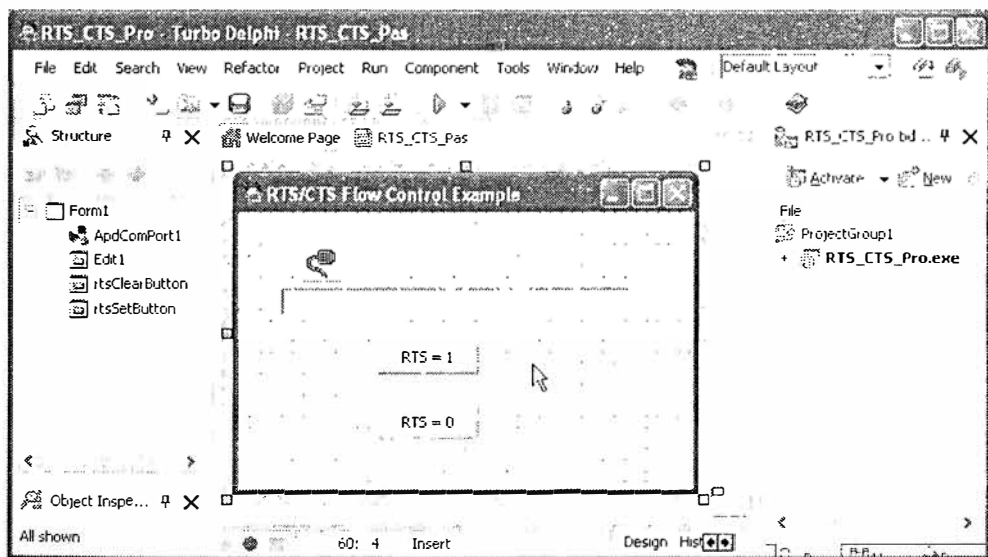 RTS_CTS_Pro - Turbo Delphi - RTS_CTS_Pas
File Edit Search View Refactor Project Run Component Tools Window Help Default Layout
Structure
Welcome Page RTS_CTS_Pas
RTS_CTS_Pro bd ..
RTS/CTS Flow Control Example
Activate New
Form1
ApdComPort1
Edit1
rtsClearButton
rtsSetButton
File
ProjectGroup1
+ RTS_CTS_Pro.exe
RTS = 1
RTS = 0
Object Inspe...
All shown
60: 4 Insert
Design Hist